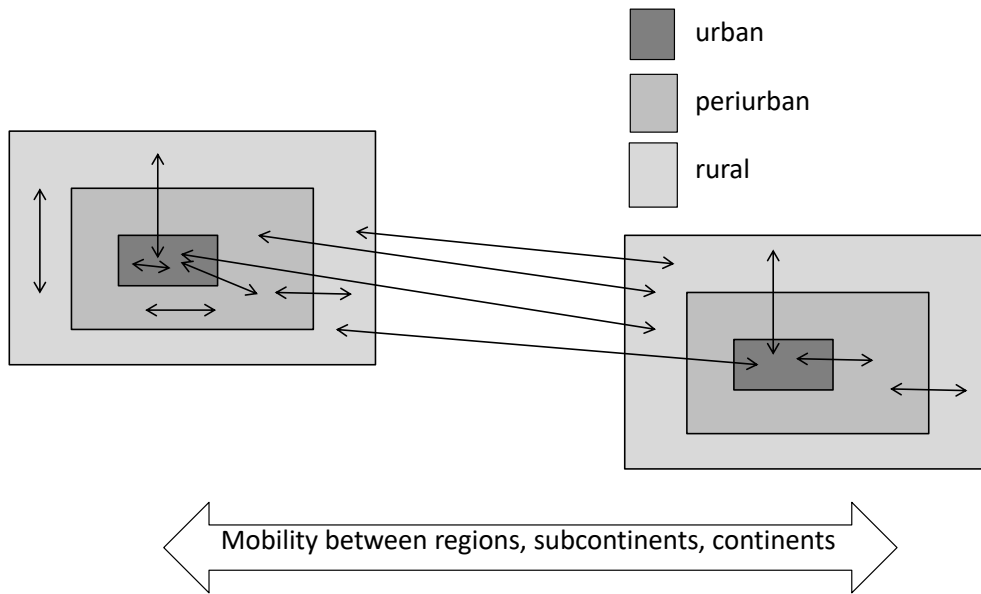 urban
periurban
rural
Mobility between regions, subcontinents, continents